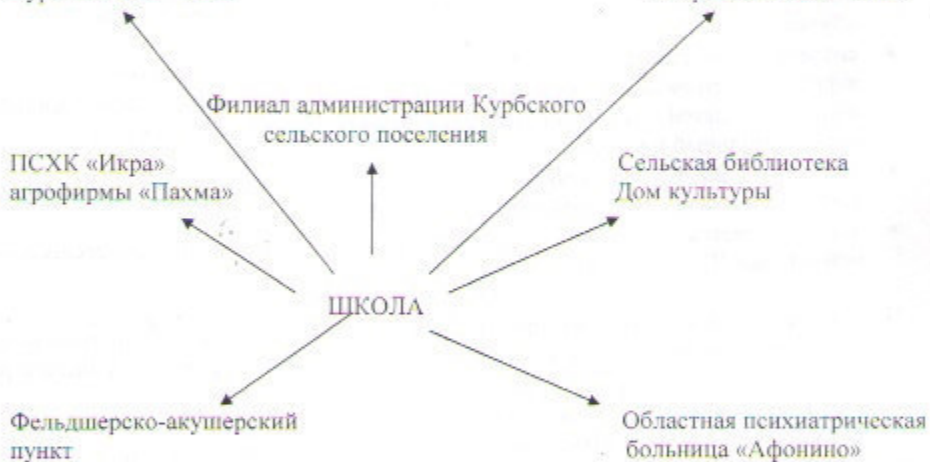 Филиал администрации Курбского
сельского поселения
ПСХК «Икра»
агрофирмы «Пахма»
Сельская библиотека
Дом культуры
ШКОЛА
Фельдшерско-акушерский
пункт
Областная психиатрическая
больница «Афонино»